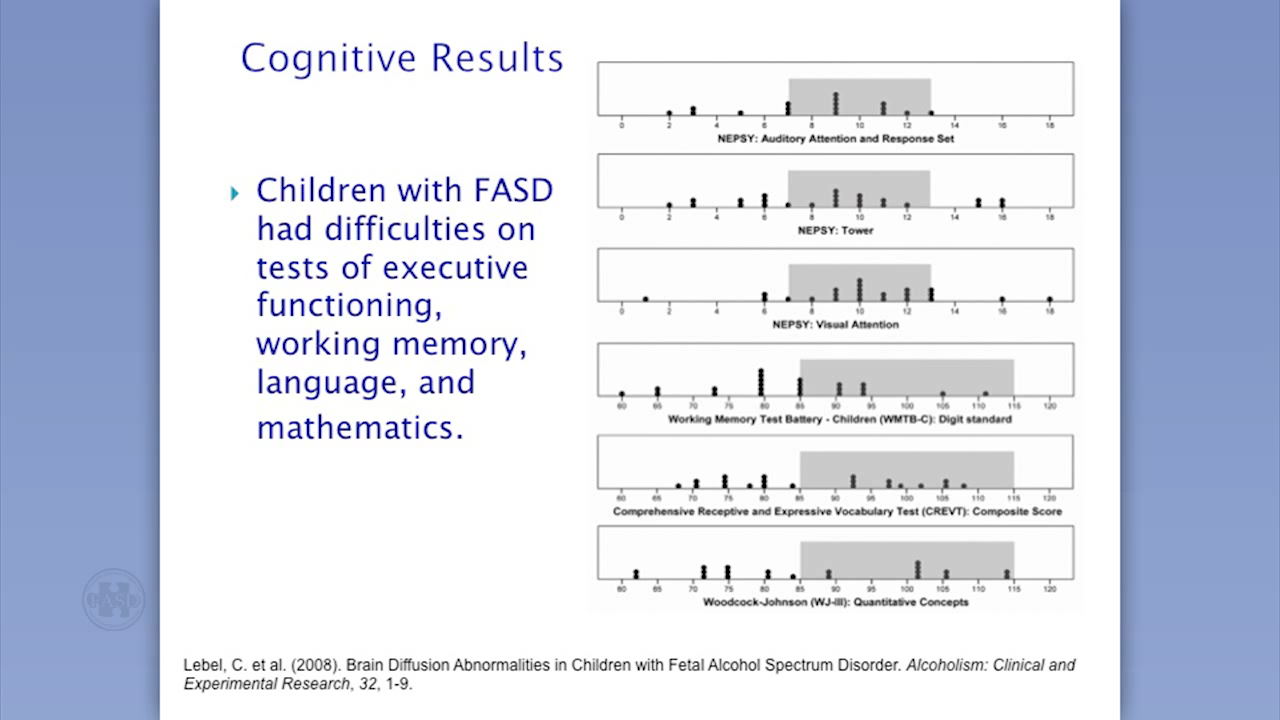 Cognitive Results
Children with FASD
had difficulties on
tests of executive
functioning,
working memory,
language, and
mathematics.
0 2 4 6 8 10 12 14 16 18
NEPSY: Auditory Attention and Response Set
0 2 4 6 8 10 12 14 16 18
NEPSY: Tower
0 2 4 6 8 10 12 14 16 18
NEPSY: Visual Attention
60 65 70 75 80 85 90 95 100 105 110 115 120
Working Memory Test Battery - Children (WMTB-C): Digit standard
60 65 70 75 80 85 90 95 100 105 110 115 120
Comprehensive Receptive and Expressive Vocabulary Test (CREVT): Composite Score
60 65 70 75 80 85 90 95 100 105 110 115 120
Woodcock-Johnson (WJ-III): Quantitative Concepts
Lebel, C. et al. (2008). Brain Diffusion Abnormalities in Children with Fetal Alcohol Spectrum Disorder. Alcoholism: Clinical and
Experimental Research, 32, 1-9.